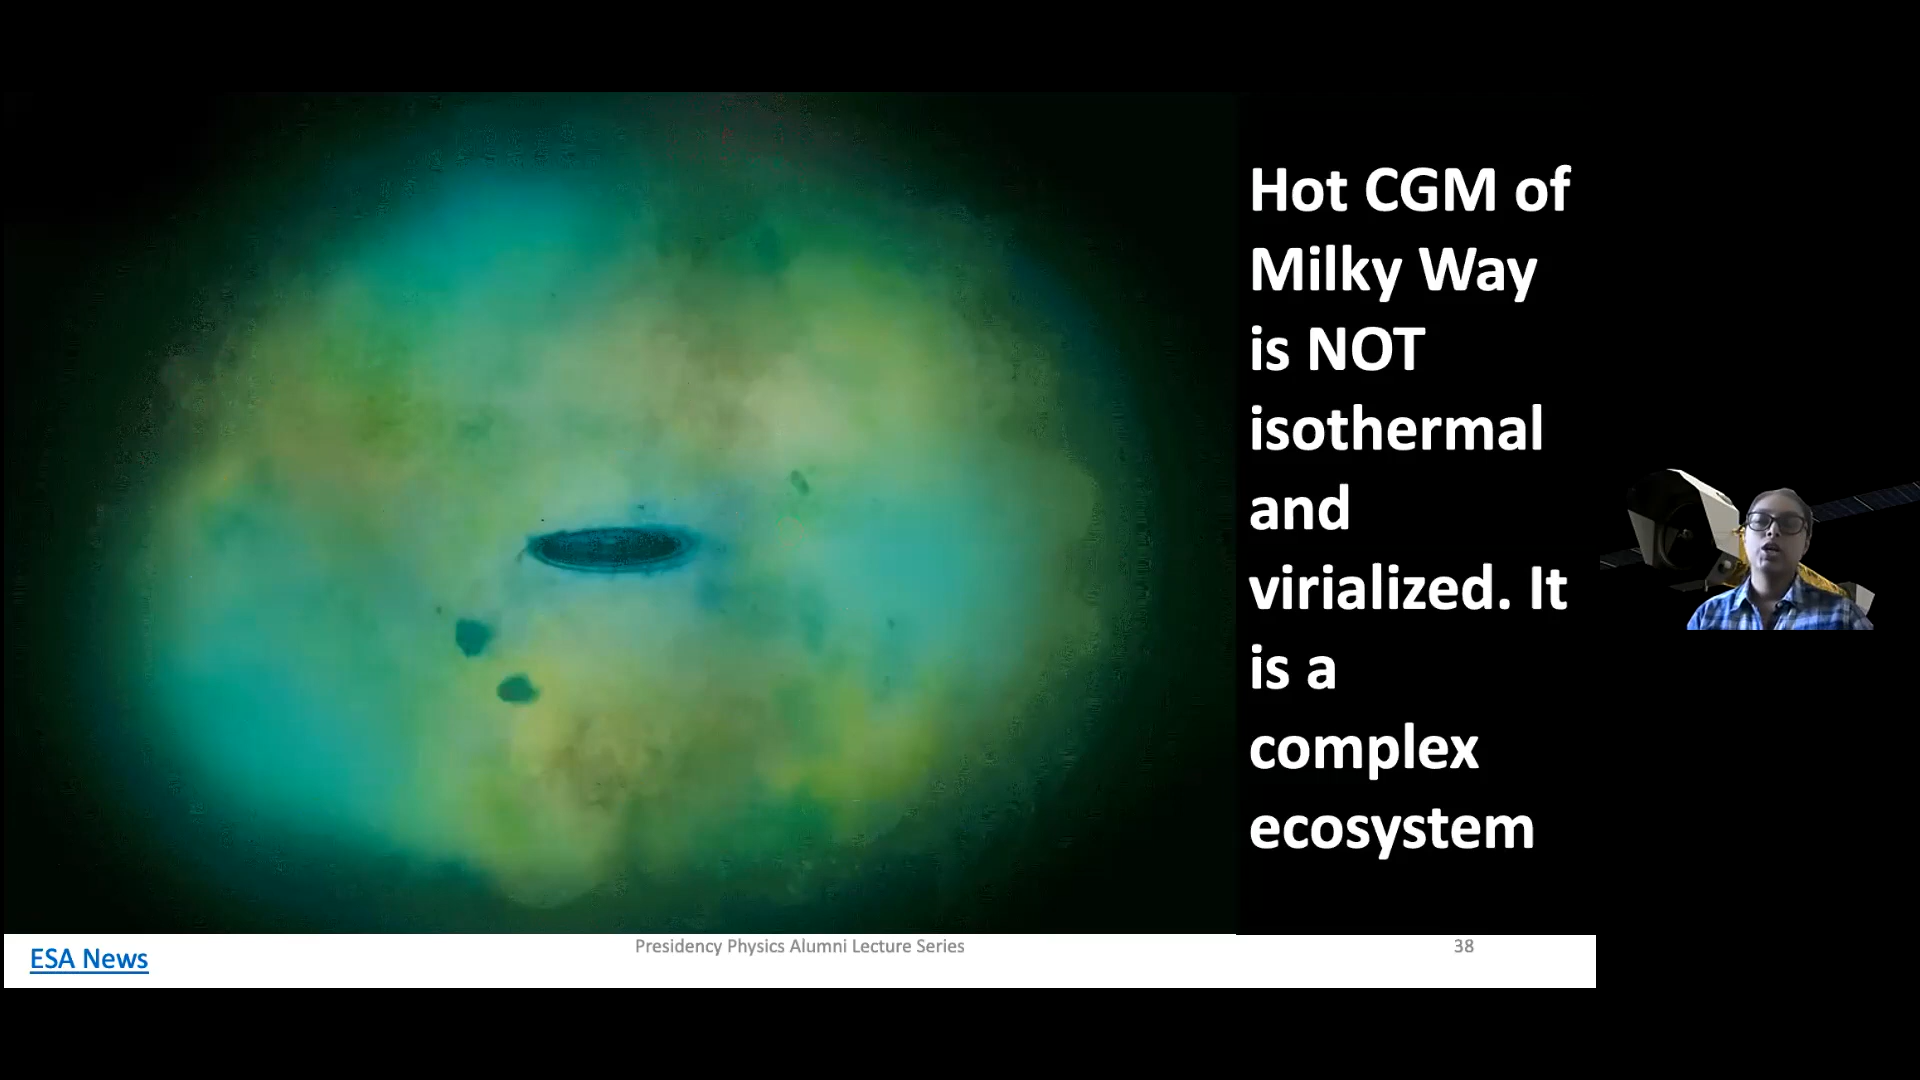 Hot CGM of
Milky Way
is NOT
isothermal
and
virialized. It
is a
complex
ecosystem
ESA News
Presidency Physics Alumni Lecture Series
38